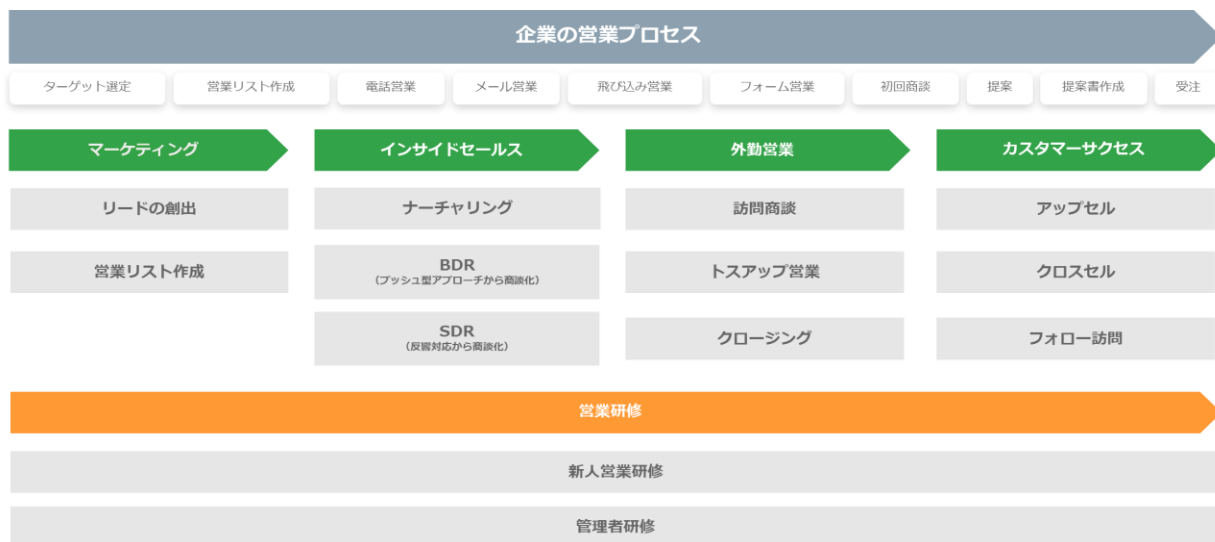 企業の営業プロセス
ターゲット選定
営業リスト作成
電話営業
メール営業
飛び込み営業
フォーム営業
初回商談
提案
提案書作成
受注
マーケティング
インサイドセールス
外勤営業
カスタマーサクセス
リードの創出
ナーチャリング
訪問商談
アップセル
営業リスト作成
BDR
(プッシュ型アプローチから商談化)
トスアップ営業
クロスセル
SDR
(反響対応から商談化)
クロージング
フォロー訪問
営業研修
新人営業研修
管理者研修